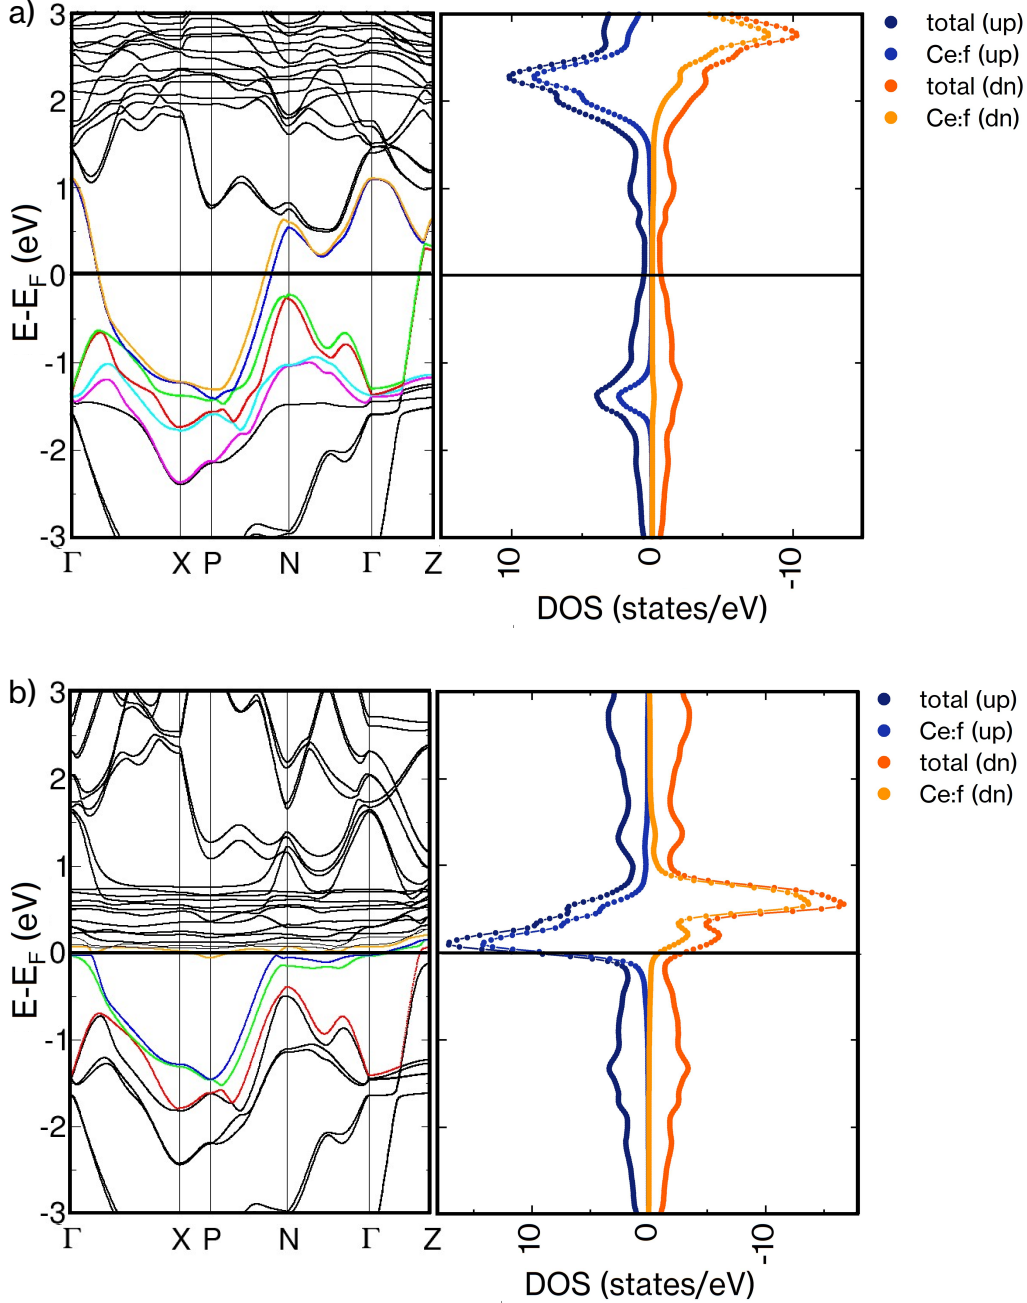 a)
3
2
1
0
-1
-2
-3
E-EF (eV)
Γ X P N Γ Z
10 0 -10
DOS (states/eV)
total (up)
Ce:f (up)
total (dn)
Ce:f (dn)
b)
3
2
1
0
-1
-2
-3
E-EF (eV)
Γ X P N Γ Z
10 0 -10
DOS (states/eV)
total (up)
Ce:f (up)
total (dn)
Ce:f (dn)